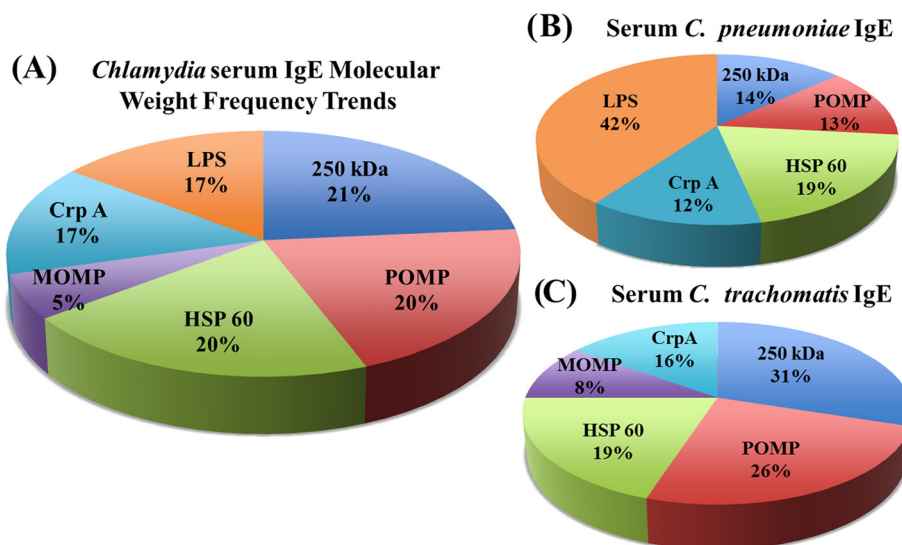 (A)
Chlamydia serum IgE Molecular
Weight Frequency Trends
LPS
17%
250 kDa
21%
Crp A
17%
MOMP
5%
POMP
20%
HSP 60
20%
(B) Serum C. pneumoniae IgE
LPS
42%
250 kDa
14%
POMP
13%
HSP 60
19%
Crp A
12%
(C) Serum C. trachomatis IgE
CrpA
16%
250 kDa
31%
MOMP
8%
HSP 60
19%
POMP
26%